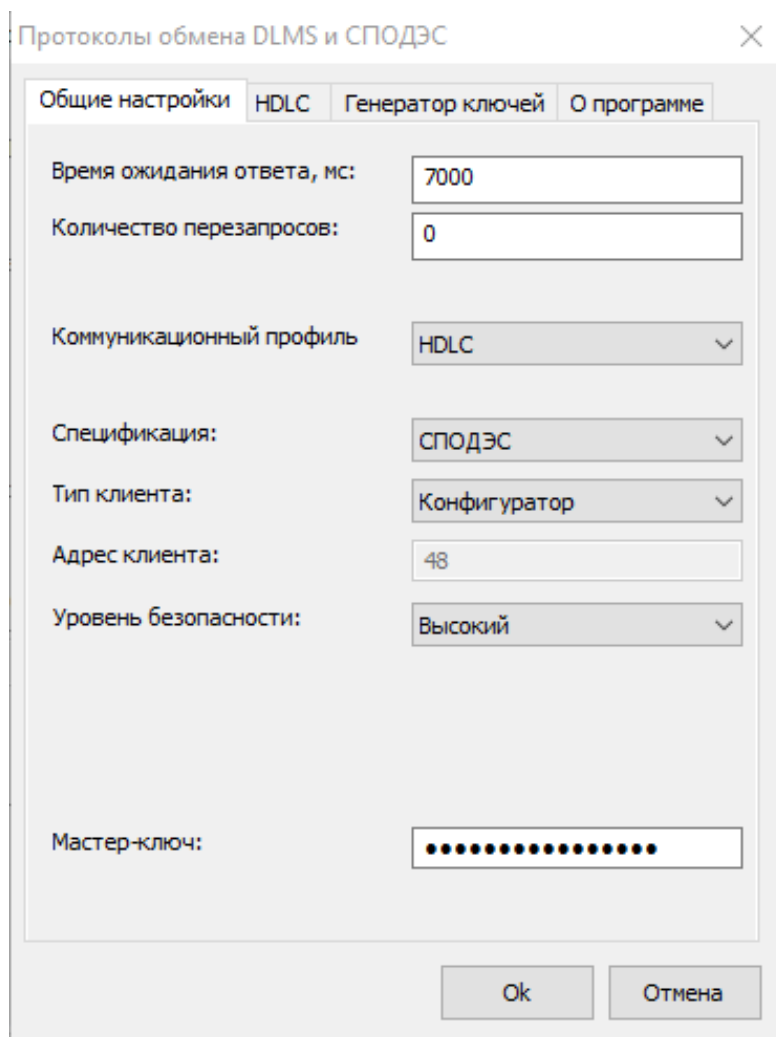 Протоколы обмена DLMS и СПОДЭС
Общие настройки HDLC Генератор ключей О программе
Время ожидания ответа, мс: 7000
Количество перезапросов: 0
Коммуникационный профиль HDLC
Спецификация: СПОДЭС
Тип клиента: Конфигуратор
Адрес клиента: 48
Уровень безопасности: Высокий
Мастер-ключ: ●●●●●●●●●●●●●●●●
Ok Отмена